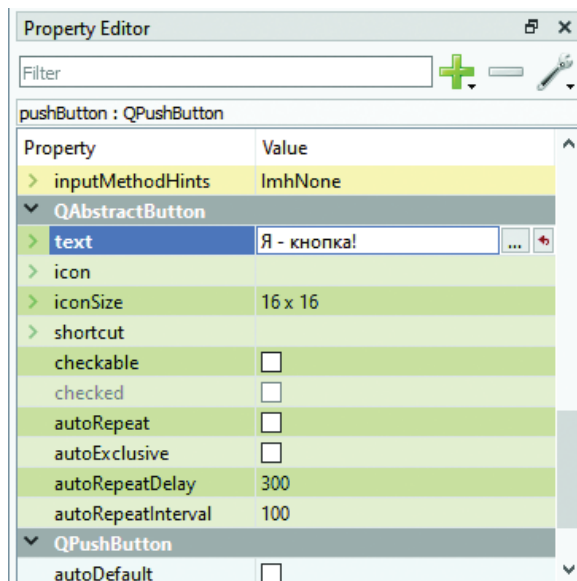 Property Editor
Filter
pushButton : QPushButton
Property Value
inputMethodHints ImhNone
QAbstractButton
text Я - кнопка! ...
icon
iconSize 16 x 16
shortcut
checkable
checked
autoRepeat
autoExclusive
autoRepeatDelay 300
autoRepeatInterval 100
QPushButton
autoDefault